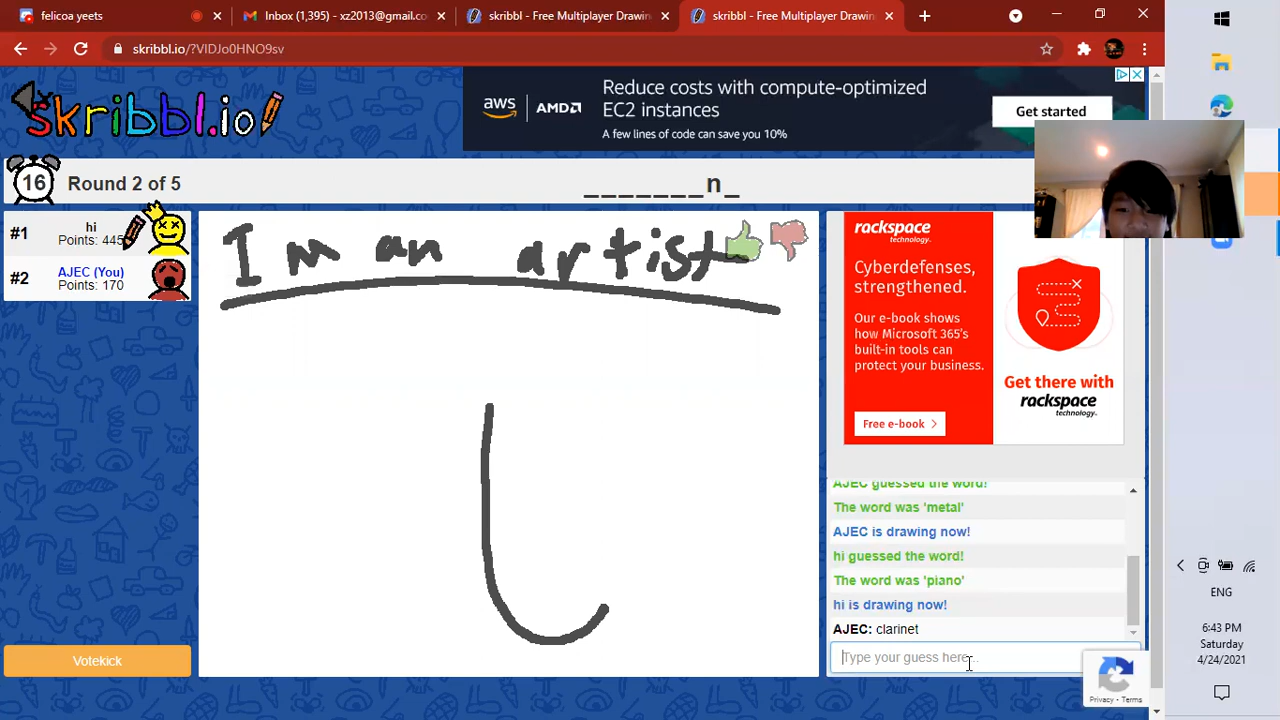 felicoa yeets
Inbox (1,395) - xz2013@gmail.co
skribbl - Free Multiplayer Drawin
skribbl - Free Multiplayer Drawin
skribbl.io/?VIDJo0HNO9sv
skribbl.io
aws AMD
Reduce costs with compute-optimized
EC2 instances
A few lines of code can save you 10%
Get started
16
Round 2 of 5
_______n_
#1
hi
Points: 445
#2
AJEC (You)
Points: 170
I m an artist
rackspace
technology.
Cyberdefenses,
strengthened.
Our e-book shows
how Microsoft 365's
built-in tools can
protect your business.
Free e-book >
Get there with
rackspace
technology.
AJEC guessed the word!
The word was 'metal'
AJEC is drawing now!
hi guessed the word!
The word was 'piano'
hi is drawing now!
AJEC: clarinet
Type your guess here...
Votekick
Privacy - Terms
ENG
6:43 PM
Saturday
4/24/2021